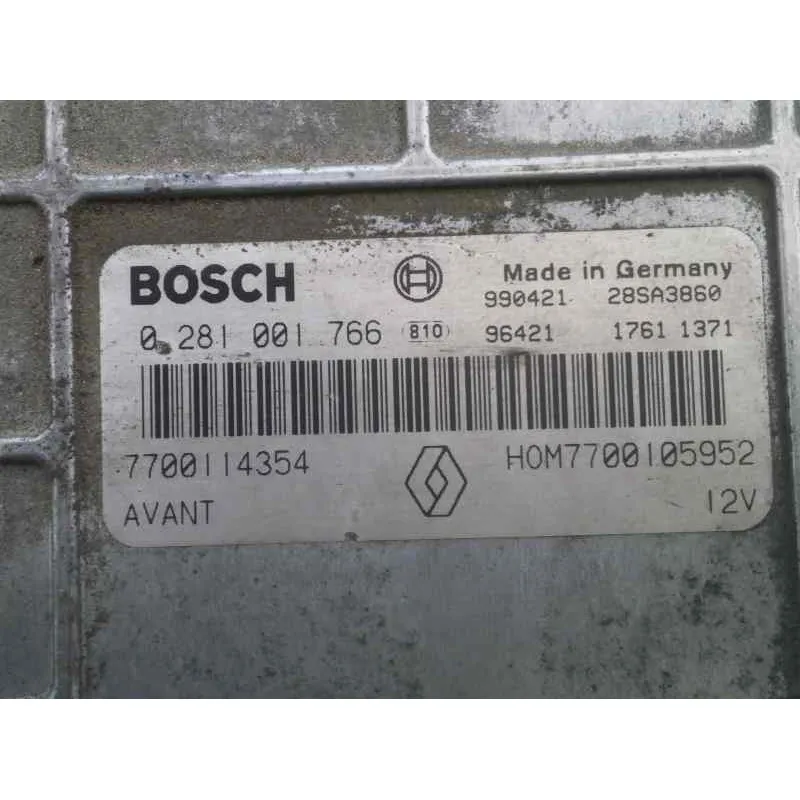 BOSCH Made in Germany
990421 28SA3860
0 281 001 766 810 96421 1761 1371
7700114354 HOM7700105952
AVANT 12V